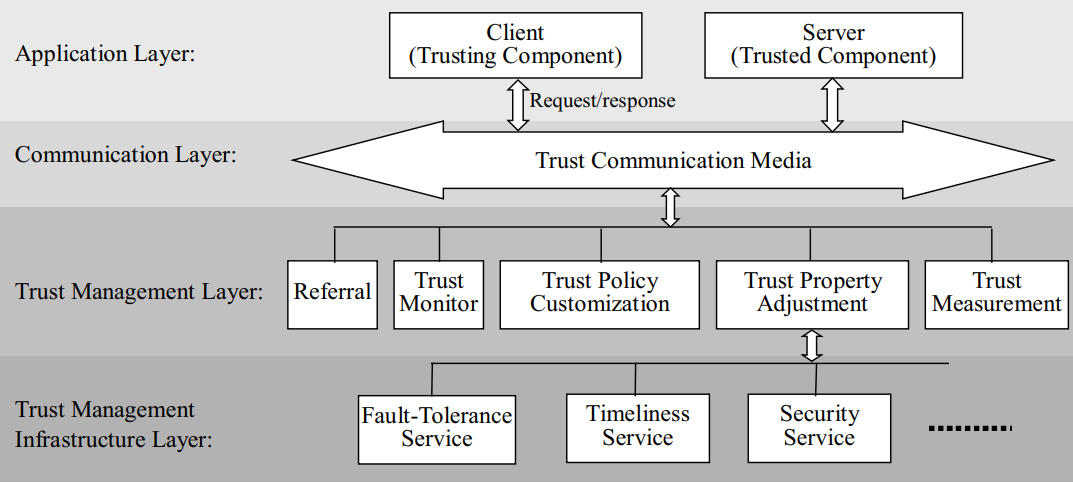 Application Layer:
Client
(Trusting Component)
Server
(Trusted Component)
Request/response
Communication Layer:
Trust Communication Media
Trust Management Layer:
Referral
Trust
Monitor
Trust Policy
Customization
Trust Property
Adjustment
Trust
Measurement
Trust Management
Infrastructure Layer:
Fault-Tolerance
Service
Timeliness
Service
Security
Service